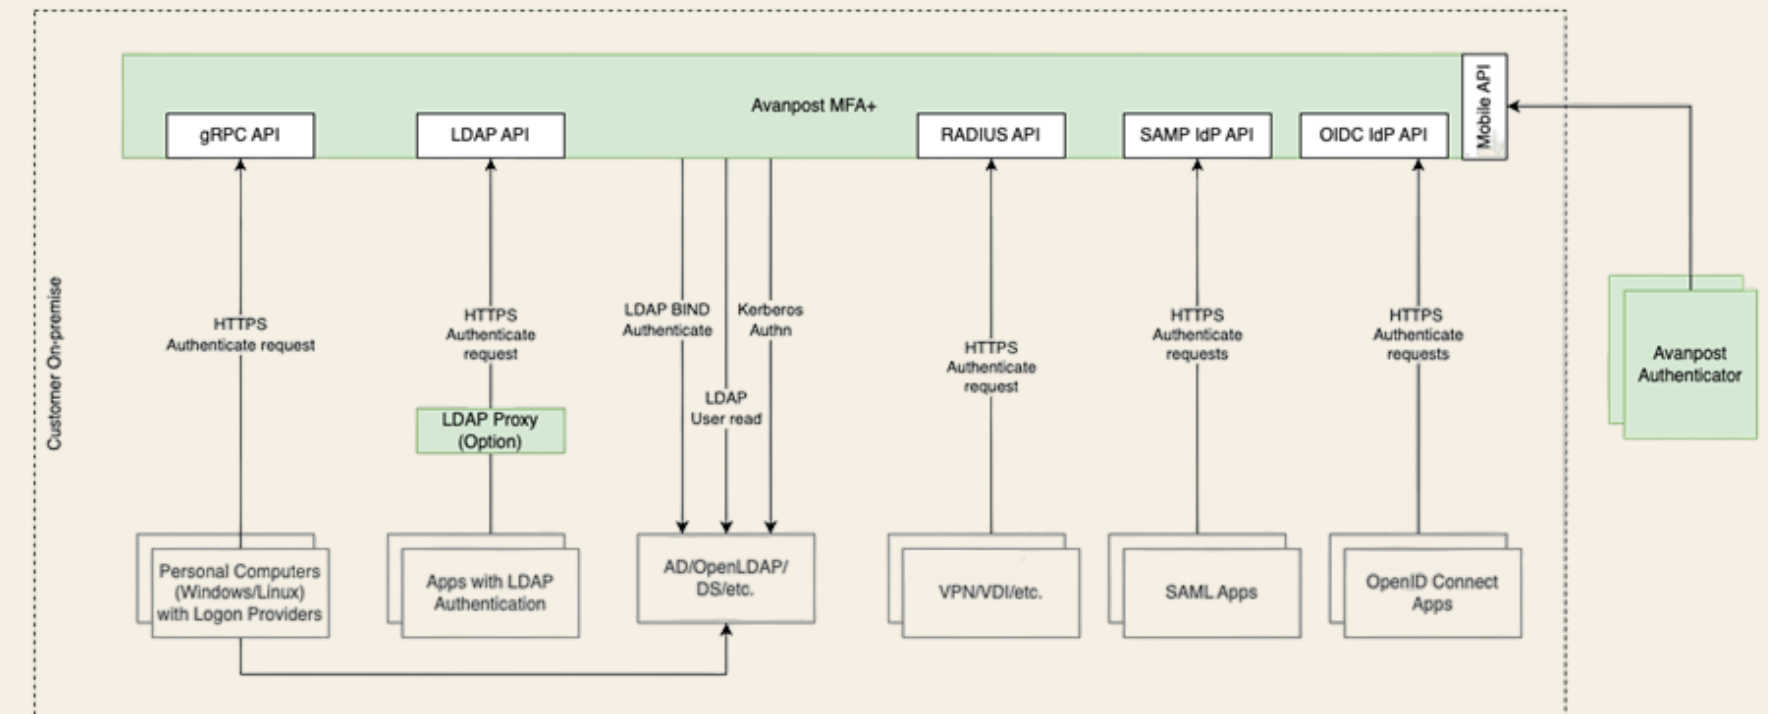 Avanpost MFA+
Mobile API
gRPC API
LDAP API
RADIUS API
SAMP IdP API
OIDC IdP API
Customer On-premise
HTTPS
Authenticate request
HTTPS
Authenticate
request
LDAP BIND
Authenticate
Kerberos
Authn
LDAP
User read
HTTPS
Authenticate
request
HTTPS
Authenticate
requests
HTTPS
Authenticate
requests
Avanpost
Authenticator
LDAP Proxy
(Option)
Personal Computers
(Windows/Linux)
with Logon Providers
Apps with LDAP
Authentication
AD/OpenLDAP/
DS/etc.
VPN/VDI/etc.
SAML Apps
OpenID Connect
Apps